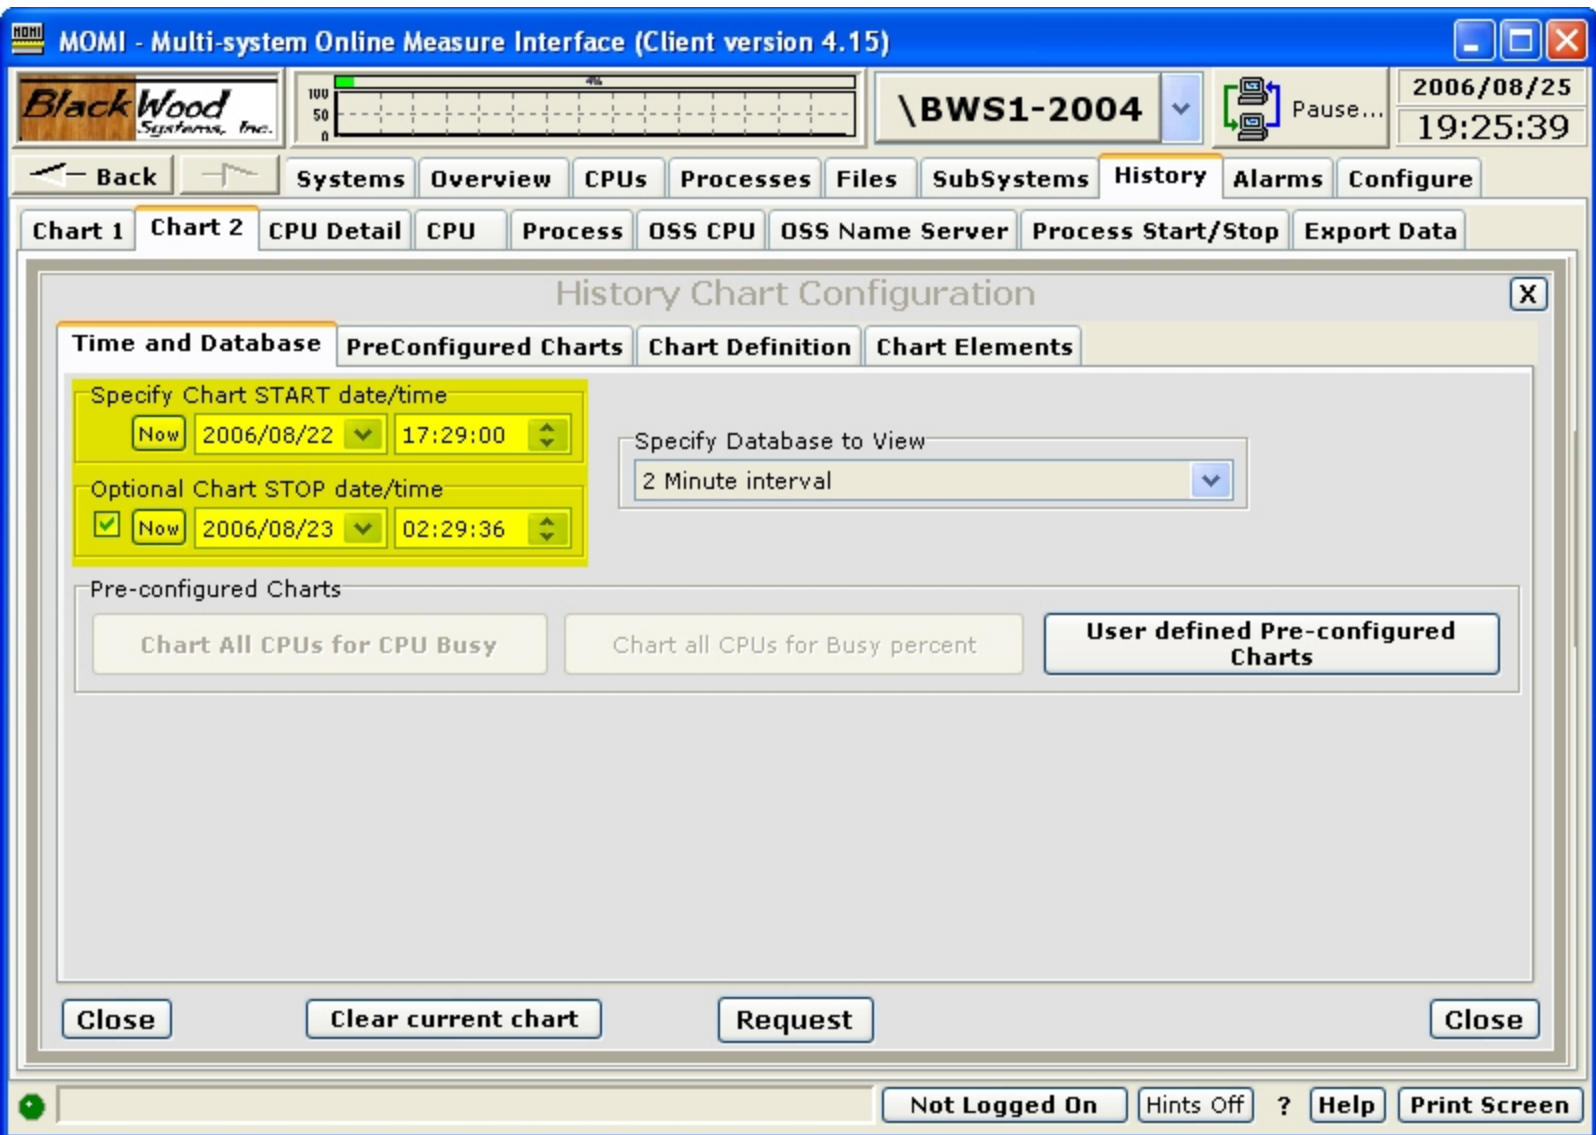 MOMI
MOMI - Multi-system Online Measure Interface (Client version 4.15)
BlackWood
Systems, Inc.
100
50
0
4%
\BWS1-2004
Pause...
2006/08/25
19:25:39
Back
Systems Overview CPUs Processes Files SubSystems History Alarms Configure
Chart 1 Chart 2 CPU Detail CPU Process OSS CPU OSS Name Server Process Start/Stop Export Data
History Chart Configuration
X
Time and Database PreConfigured Charts Chart Definition Chart Elements
Specify Chart START date/time
Now 2006/08/22 17:29:00
Optional Chart STOP date/time
Now 2006/08/23 02:29:36
Specify Database to View
2 Minute interval
Pre-configured Charts
Chart All CPUs for CPU Busy
Chart all CPUs for Busy percent
User defined Pre-configured
Charts
Close Clear current chart Request Close
Not Logged On Hints Off ? Help Print Screen